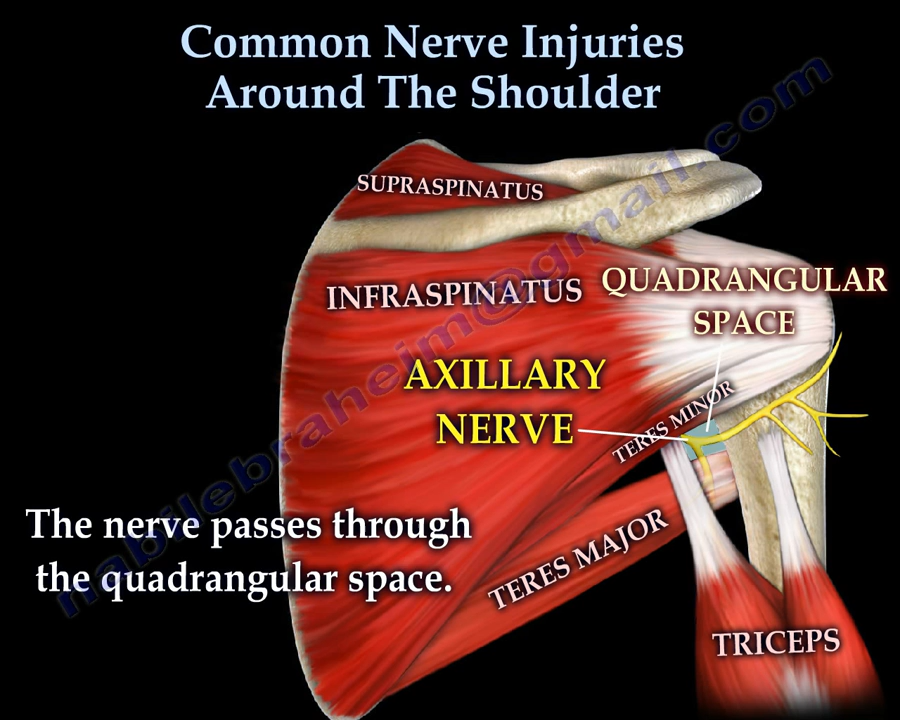 Common Nerve Injuries
Around The Shoulder
SUPRASPINATUS
INFRASPINATUS
QUADRANGULAR
SPACE
AXILLARY
NERVE
TERES MINOR
The nerve passes through
the quadrangular space.
TERES MAJOR
TRICEPS
nabilebraheim@gmail.com